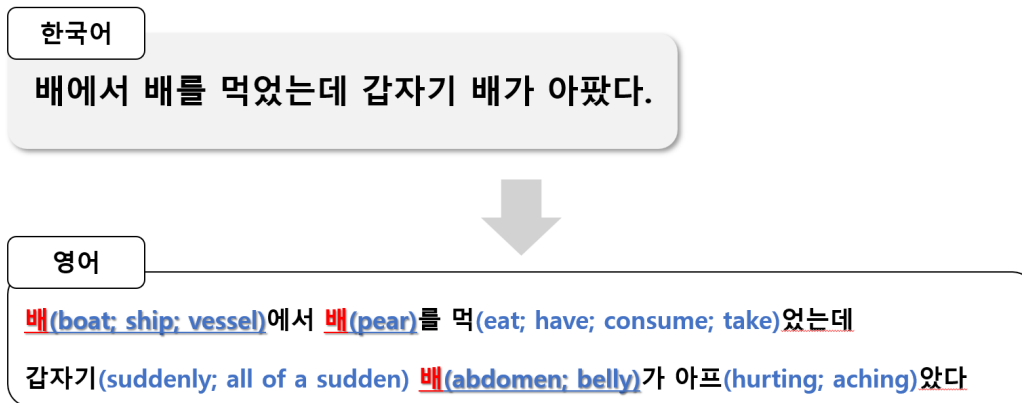 한국어
배에서 배를 먹었는데 갑자기 배가 아팠다.
영어
배(boat; ship; vessel)에서 배(pear)를 먹(eat; have; consume; take)었는데
갑자기(suddenly; all of a sudden) 배(abdomen; belly)가 아프(hurting; aching)았다